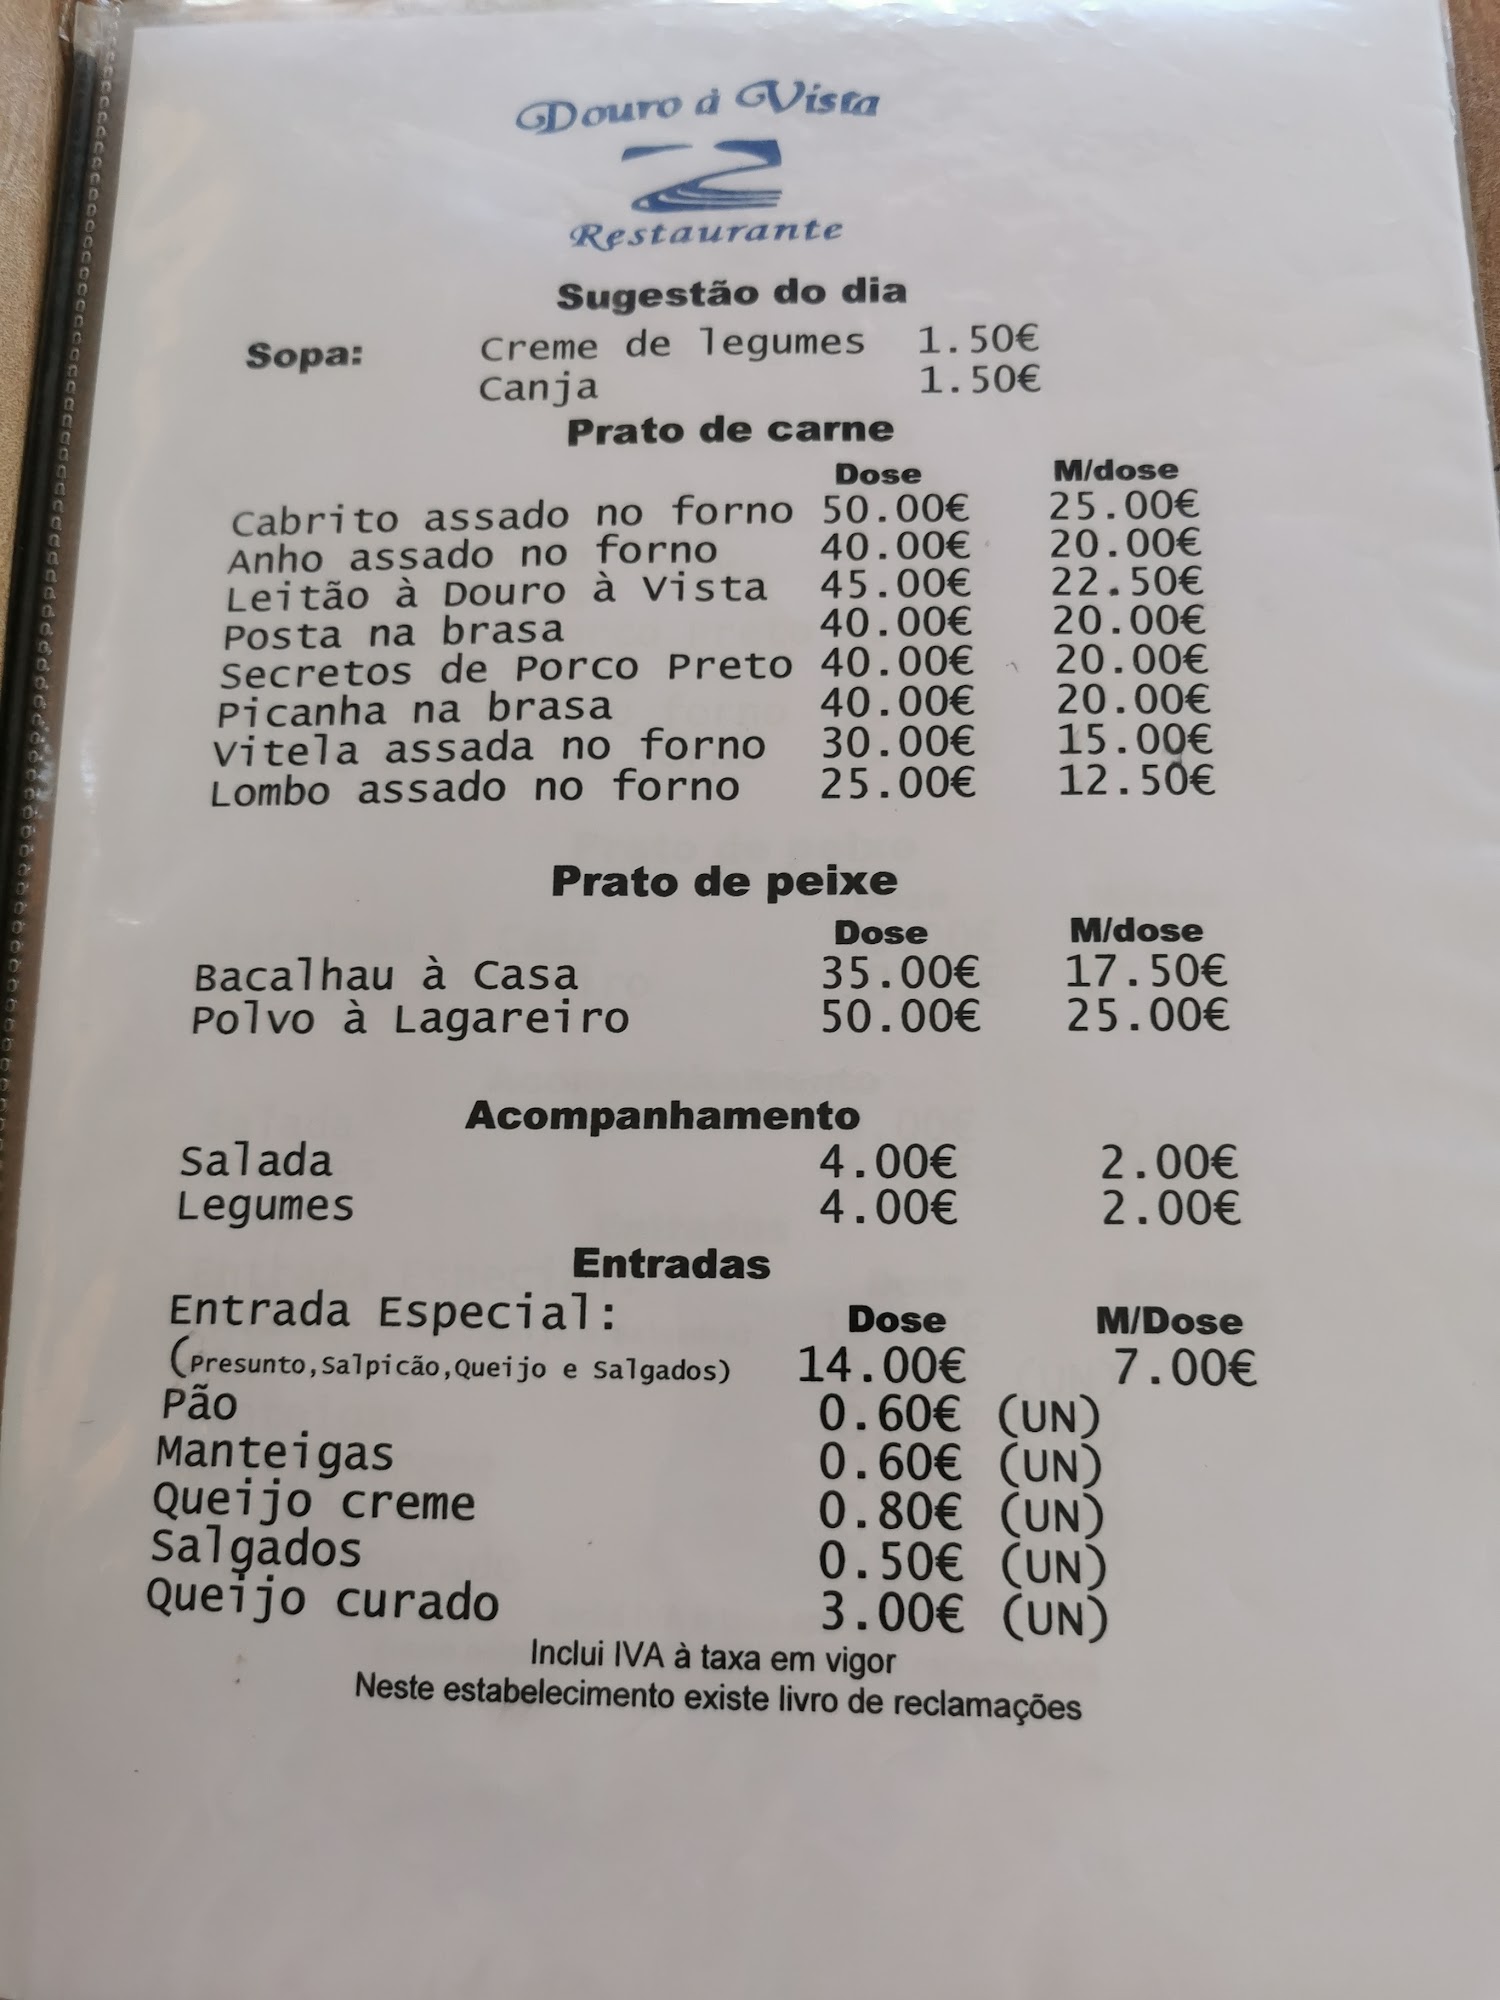 Douro à Vista
Restaurante
Sugestão do dia
Sopa: Creme de legumes 1.50€
Canja 1.50€
Prato de carne
Dose M/dose
Cabrito assado no forno 50.00€ 25.00€
Anho assado no forno 40.00€ 20.00€
Leitão à Douro à Vista 45.00€ 22.50€
Posta na brasa 40.00€ 20.00€
Secretos de Porco Preto 40.00€ 20.00€
Picanha na brasa 40.00€ 20.00€
Vitela assada no forno 30.00€ 15.00€
Lombo assado no forno 25.00€ 12.50€
Prato de peixe
Dose M/dose
Bacalhau à Casa 35.00€ 17.50€
Polvo à Lagareiro 50.00€ 25.00€
Acompanhamento
Salada 4.00€ 2.00€
Legumes 4.00€ 2.00€
Entradas
Entrada Especial: Dose M/Dose
(Presunto,Salpicão,Queijo e Salgados) 14.00€ 7.00€
Pão 0.60€ (UN)
Manteigas 0.60€ (UN)
Queijo creme 0.80€ (UN)
Salgados 0.50€ (UN)
Queijo curado 3.00€ (UN)
Inclui IVA à taxa em vigor
Neste estabelecimento existe livro de reclamações